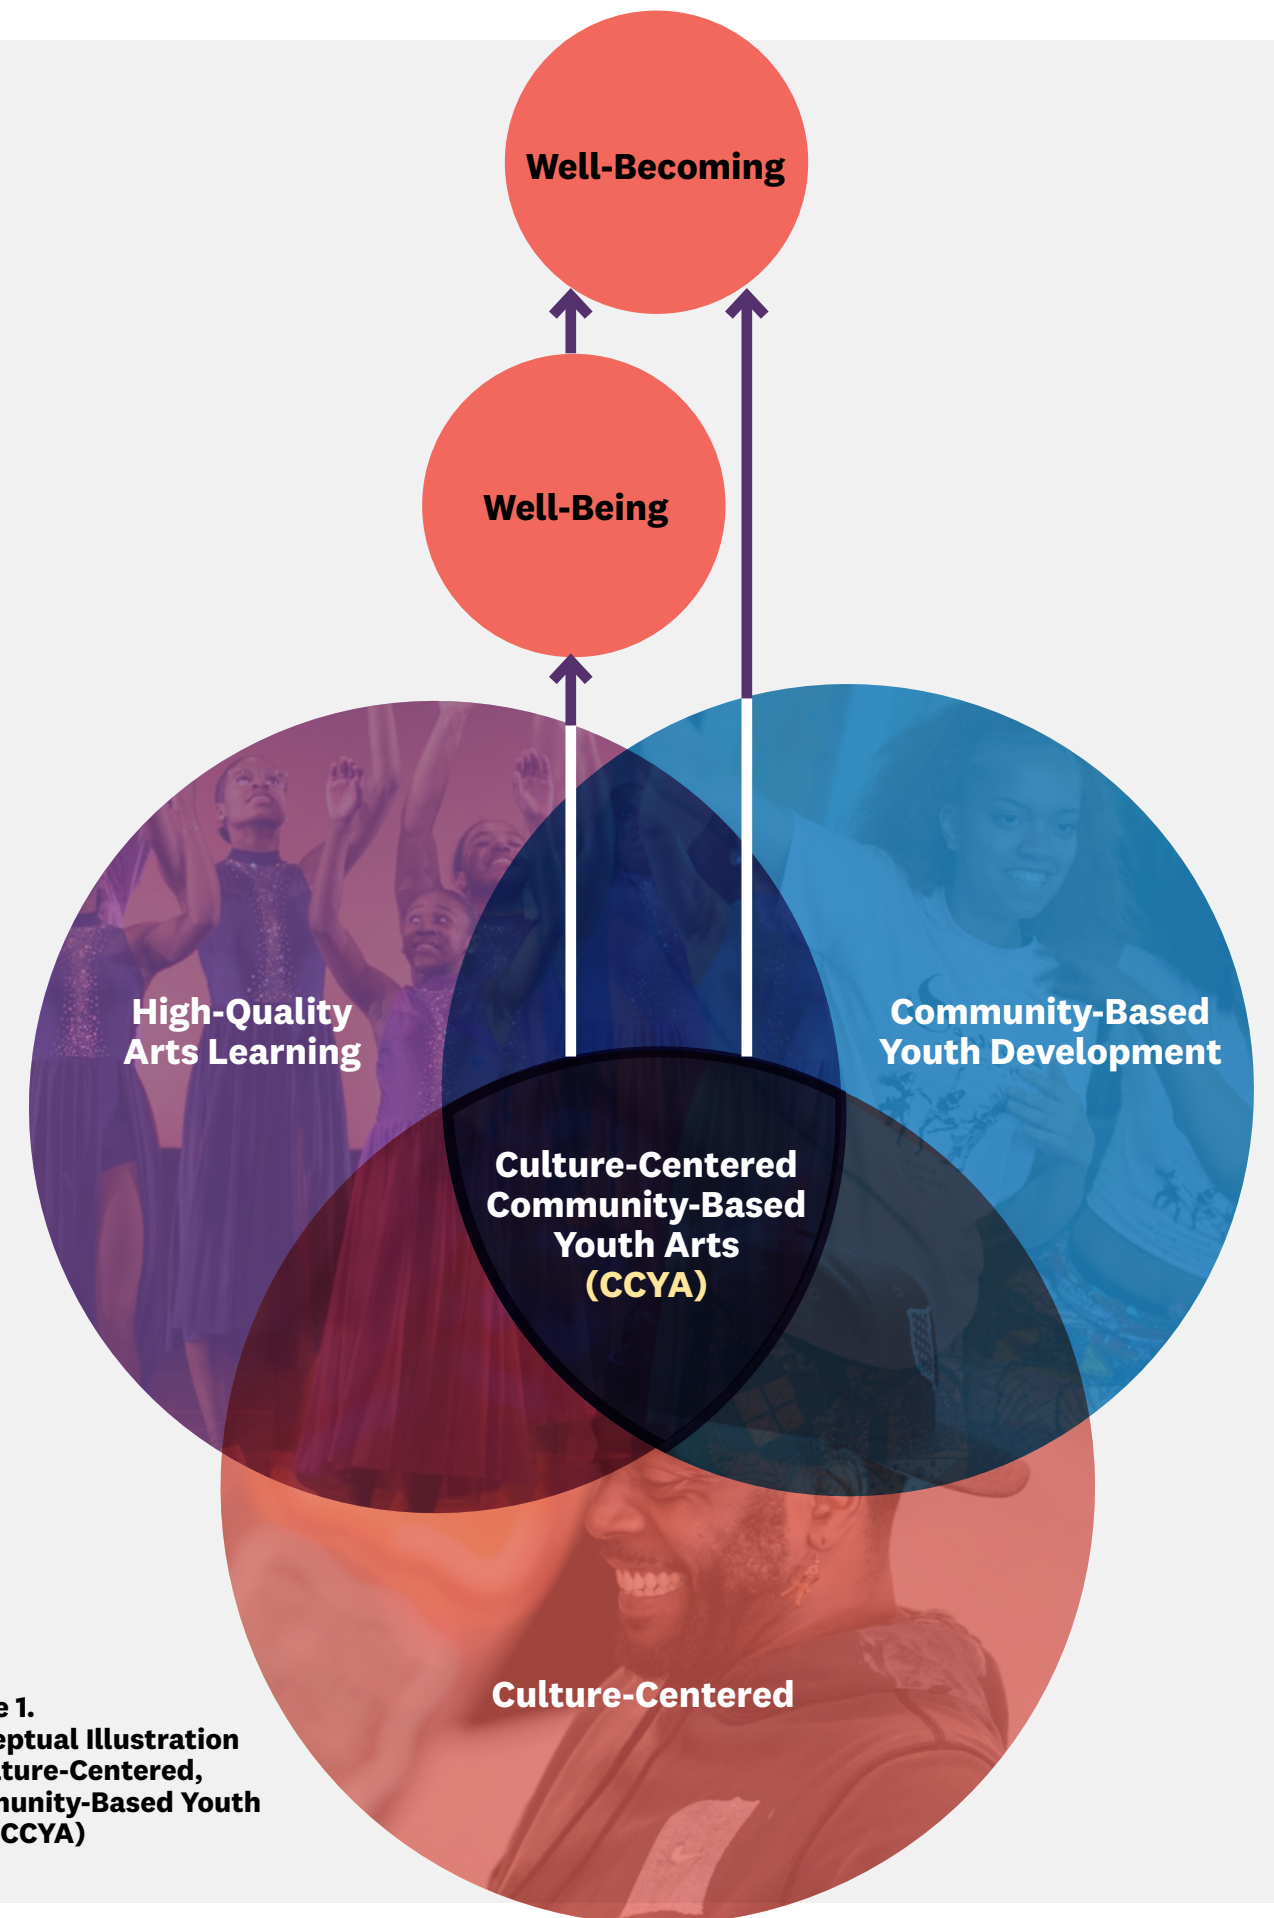 Well-Becoming
Well-Being
High-Quality
Arts Learning
Community-Based
Youth Development
Culture-Centered
Community-Based
Youth Arts
(CCYA)
Culture-Centered
e 1.
eptual Illustration
ture-Centered,
munity-Based Youth
CCYA)